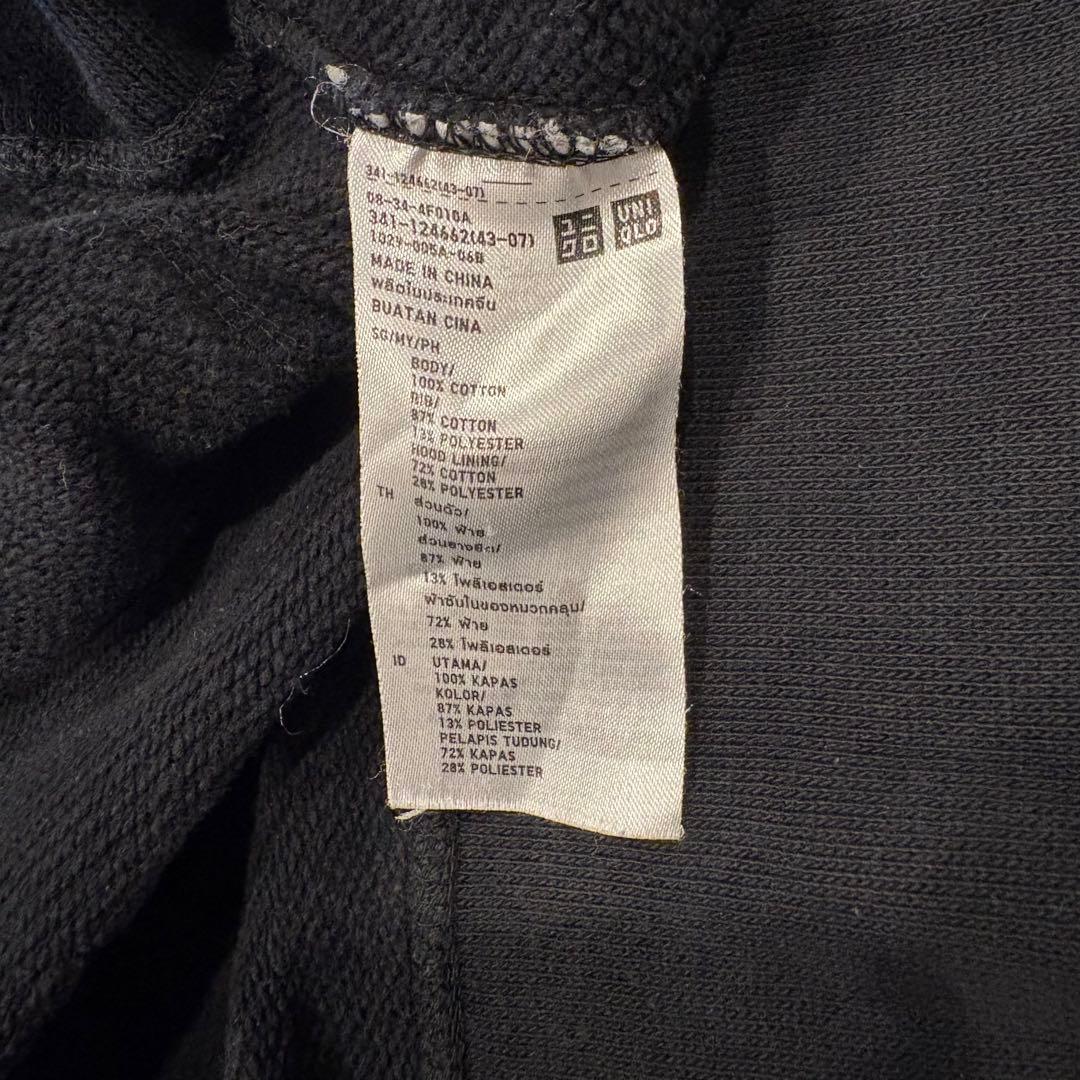 341-124662(43-07)
08-34-4F010A
341-124662(43-07)
1029-005A-06B
ユニ
クロ
UNI
QLO
MADE IN CHINA
ผลิตในประเทศจีน
BUATAN CINA
SG/MY/PH
BODY/
100% COTTON
RIB/
87% COTTON
13% POLYESTER
HOOD LINING/
72% COTTON
28% POLYESTER
TH
ส่วนตัว/
100% ฝ้าย
ส่วนยางยืด/
87% ฝ้าย
13% โพลีเอสเตอร์
ผ้าชั้นในของหมวกคลุม/
72% ฝ้าย
28% โพลีเอสเตอร์
ID
UTAMA/
100% KAPAS
KOLOR/
87% KAPAS
13% POLIESTER
PELAPIS TUDUNG/
72% KAPAS
28% POLIESTER